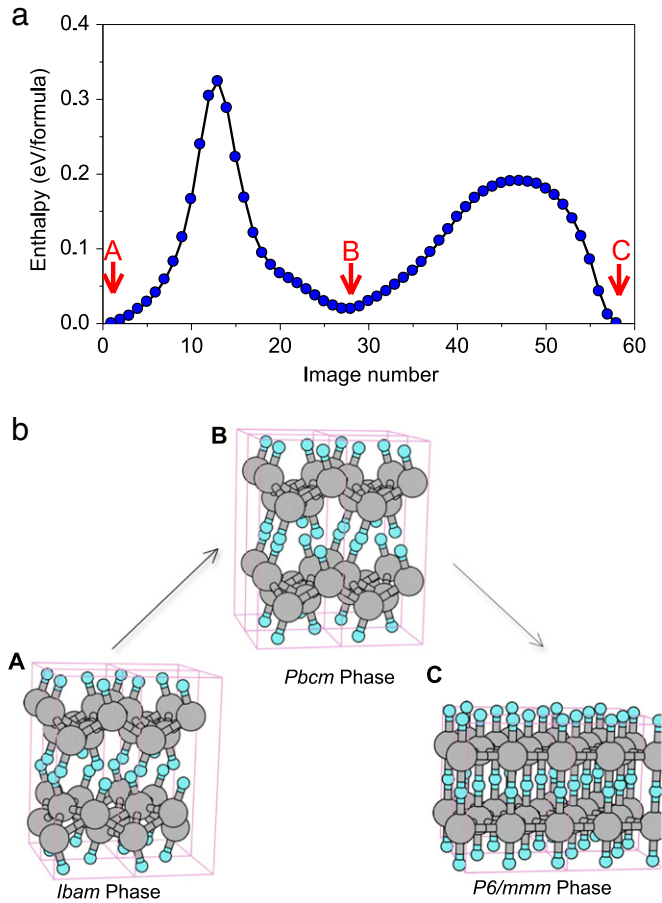 a
0.4
0.3
0.2
0.1
0.0
Enthalpy (eV/formula)
A
B
C
0 10 20 30 40 50 60
Image number
b
B
Pbcm Phase
A
Ibam Phase
C
P6/mmm Phase